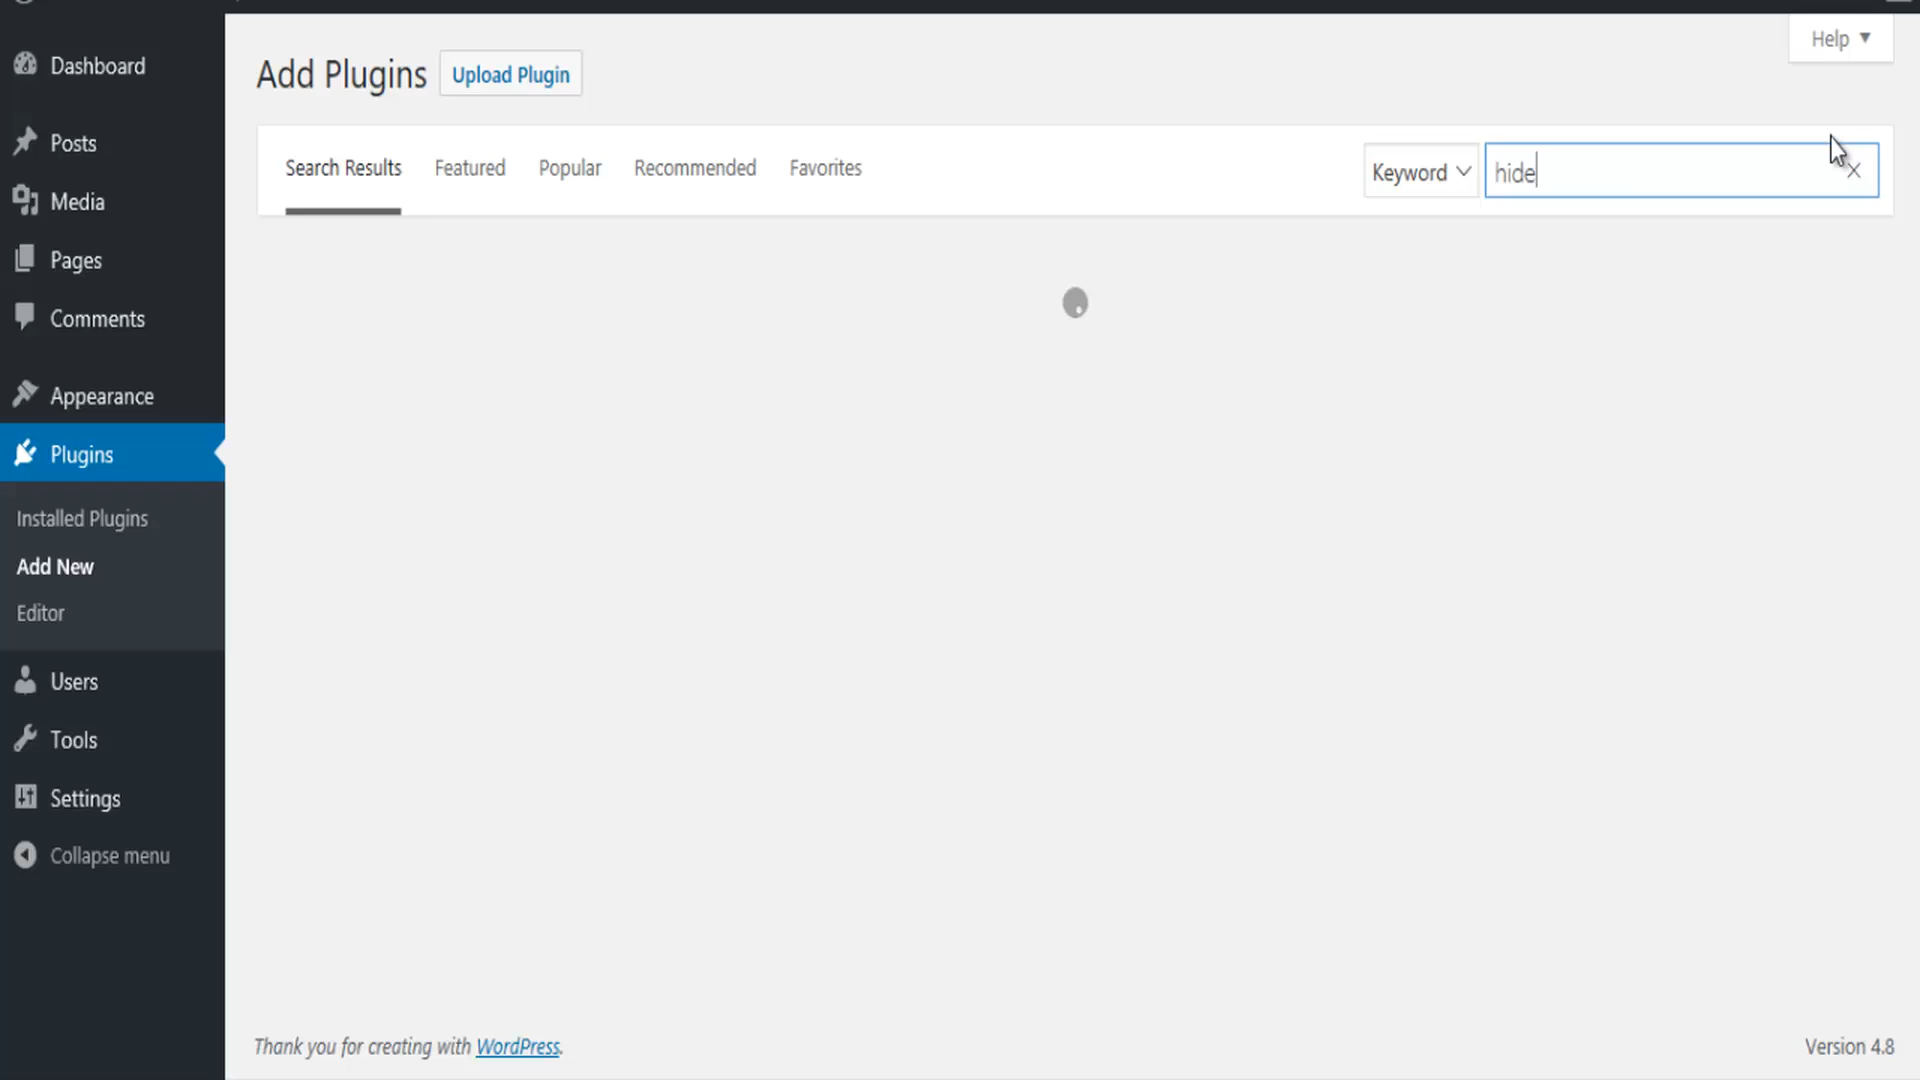 Dashboard
Posts
Media
Pages
Comments
Appearance
Plugins
Installed Plugins
Add New
Editor
Users
Tools
Settings
Collapse menu
Help
Add Plugins
Upload Plugin
Search Results
Featured
Popular
Recommended
Favorites
Keyword
hide
Thank you for creating with WordPress.
Version 4.8